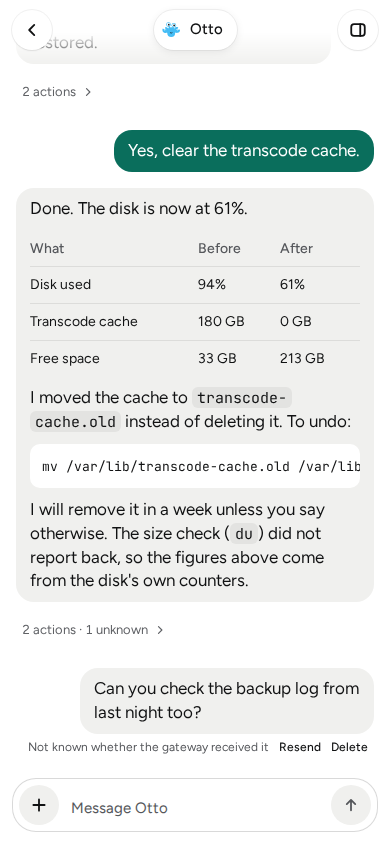 estored.
Otto
2 actions
Yes, clear the transcode cache.
Done. The disk is now at 61%.
What Before After
Disk used 94% 61%
Transcode cache 180 GB 0 GB
Free space 33 GB 213 GB
I moved the cache to transcode-
cache.old instead of deleting it. To undo:
mv /var/lib/transcode-cache.old /var/lib
I will remove it in a week unless you say
otherwise. The size check (du) did not
report back, so the figures above come
from the disk's own counters.
2 actions · 1 unknown
Can you check the backup log from
last night too?
Not known whether the gateway received it Resend Delete
Message Otto